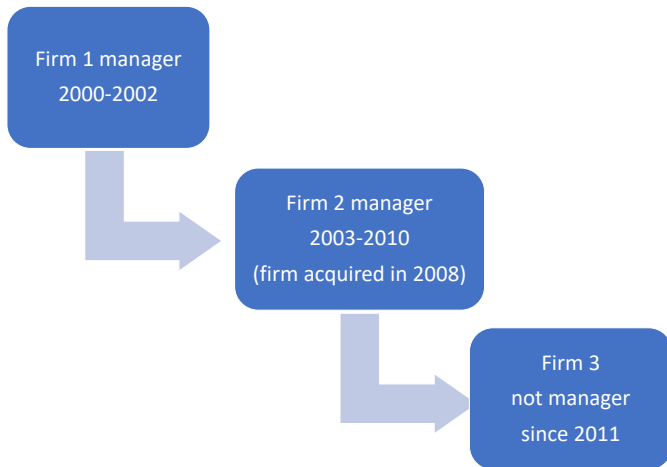 Firm 1 manager
2000-2002
Firm 2 manager
2003-2010
(firm acquired in 2008)
Firm 3
not manager
since 2011